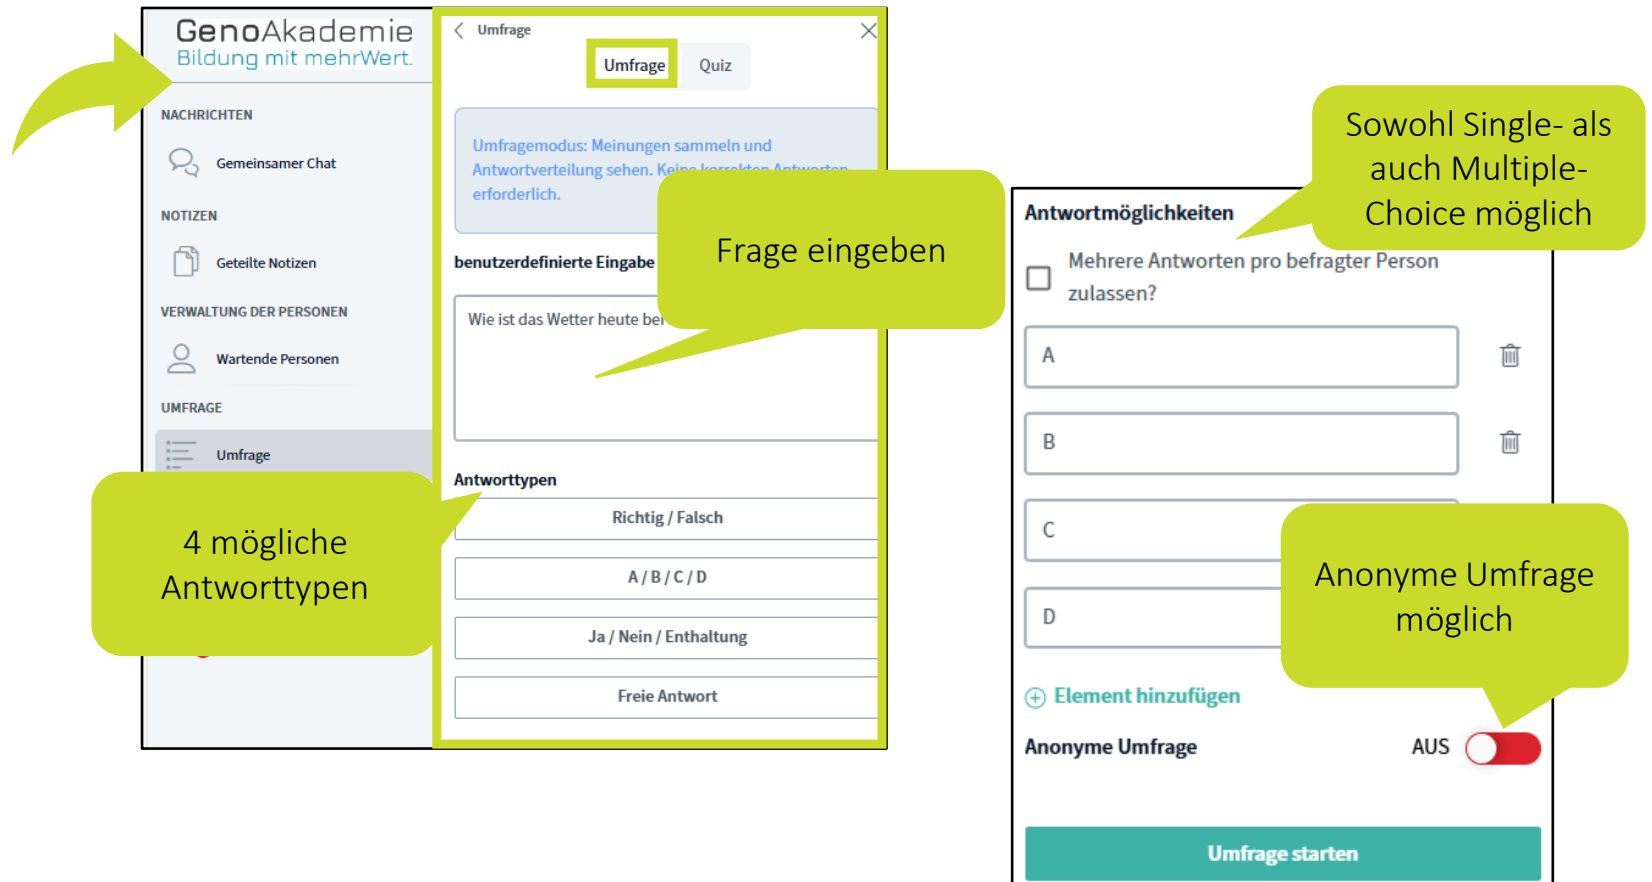 GenoAkademie
Bildung mit mehrWert.
NACHRICHTEN
Gemeinsamer Chat
NOTIZEN
Geteilte Notizen
VERWALTUNG DER PERSONEN
Wartende Personen
UMFRAGE
Umfrage
4 mögliche
Antworttypen
Umfrage
Umfrage Quiz
Umfragemodus: Meinungen sammeln und
Antwortverteilung sehen. Keine korrekten Antworten
erforderlich.
benutzerdefinierte Eingabe
Wie ist das Wetter heute bei
Frage eingeben
Antworttypen
Richtig / Falsch
A / B / C / D
Ja / Nein / Enthaltung
Freie Antwort
Sowohl Single- als
auch Multiple-
Choice möglich
Antwortmöglichkeiten
Mehrere Antworten pro befragter Person
zulassen?
A
B
C
D
Anonyme Umfrage
möglich
Element hinzufügen
Anonyme Umfrage AUS
Umfrage starten